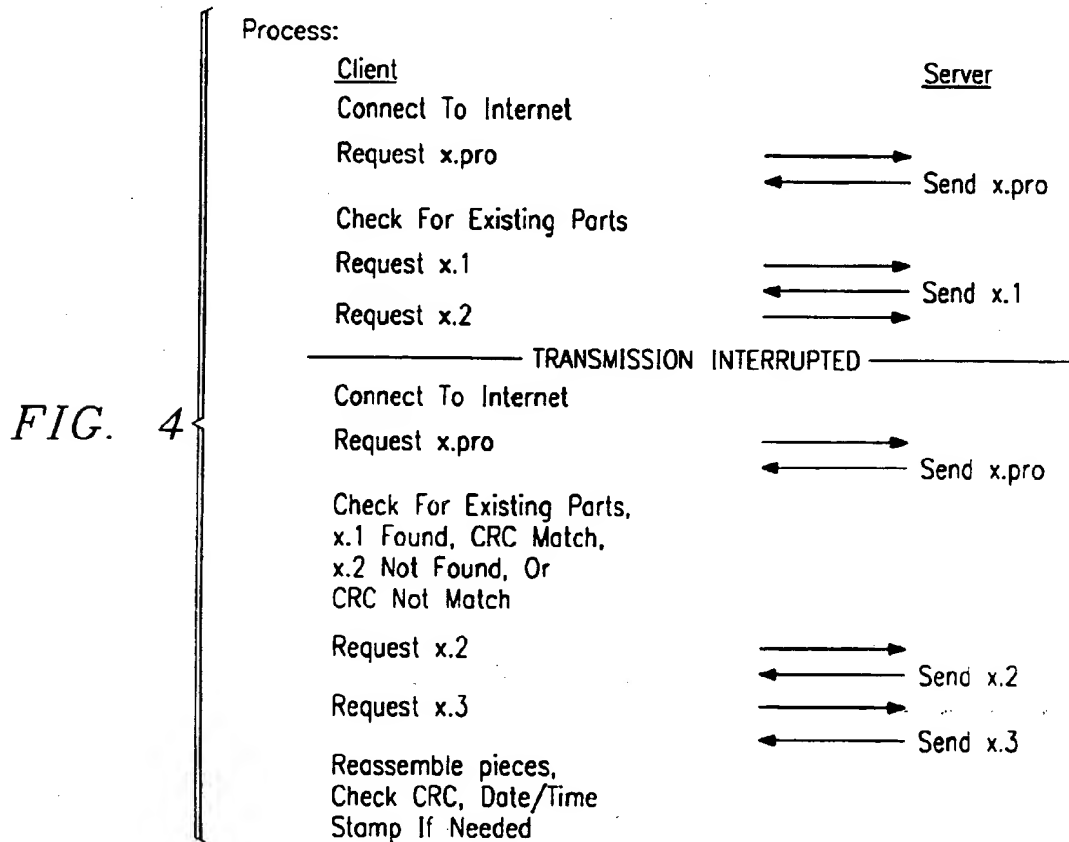 Process:
Client Server
Connect To Internet
Request x.pro
Send x.pro
Check For Existing Parts
Request x.1
Send x.1
Request x.2
TRANSMISSION INTERRUPTED
Connect To Internet
FIG. 4
Request x.pro
Send x.pro
Check For Existing Parts,
x.1 Found, CRC Match,
x.2 Not Found, Or
CRC Not Match
Request x.2
Send x.2
Request x.3
Send x.3
Reassemble pieces,
Check CRC, Date/Time
Stamp If Needed